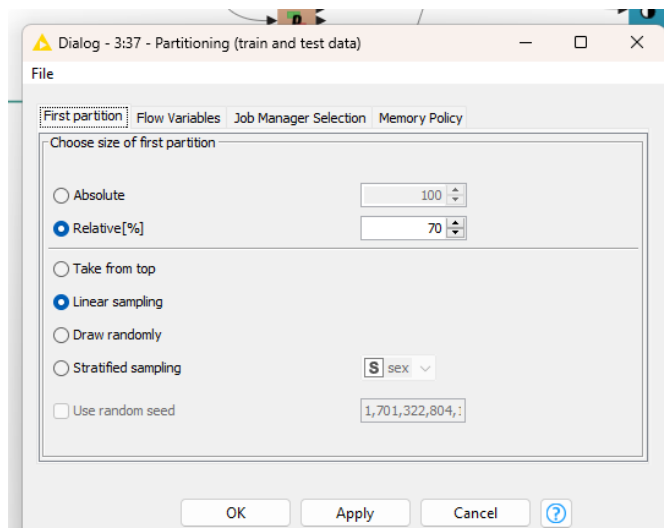 Dialog - 3:37 - Partitioning (train and test data)
File
First partition Flow Variables Job Manager Selection Memory Policy
Choose size of first partition
Absolute 100
Relative[%] 70
Take from top
Linear sampling
Draw randomly
Stratified sampling S sex
Use random seed 1,701,322,804,
OK Apply Cancel ?